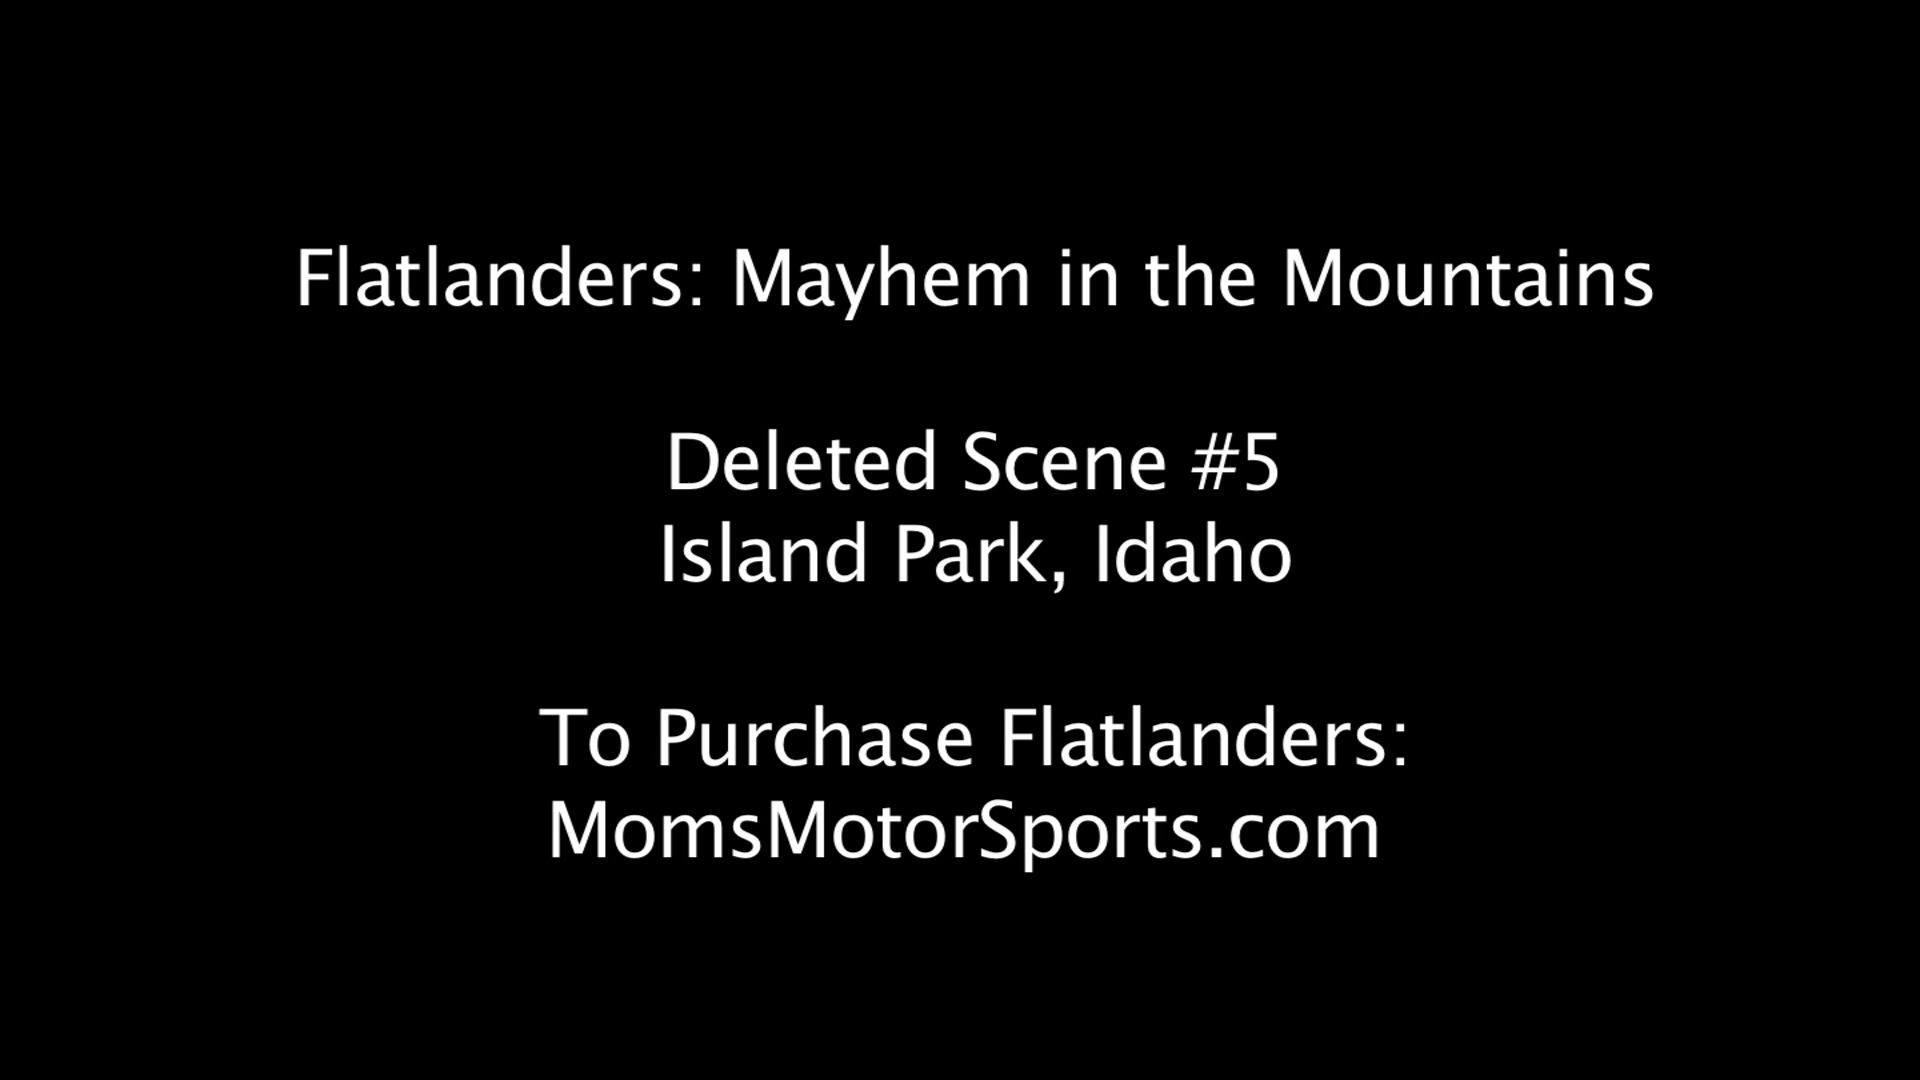 Flatlanders: Mayhem in the Mountains
Deleted Scene #5
Island Park, Idaho
To Purchase Flatlanders:
MomsMotorSports.com